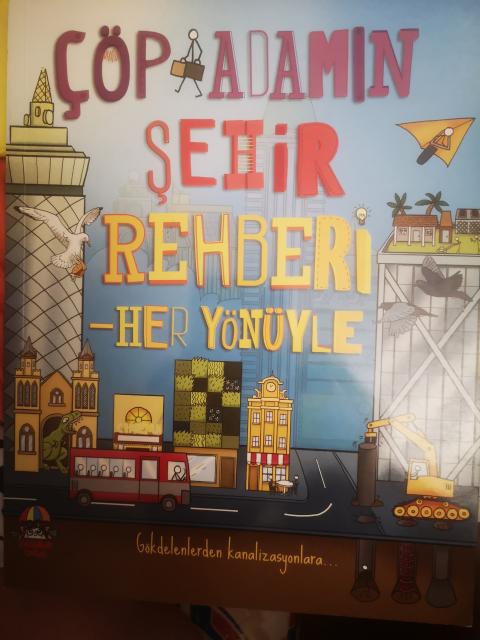 ÇÖP ADAMIN
ŞEHİR
REHBERİ
-HER YÖNÜYLE
Gökdelenlerden kanalizasyonlara...